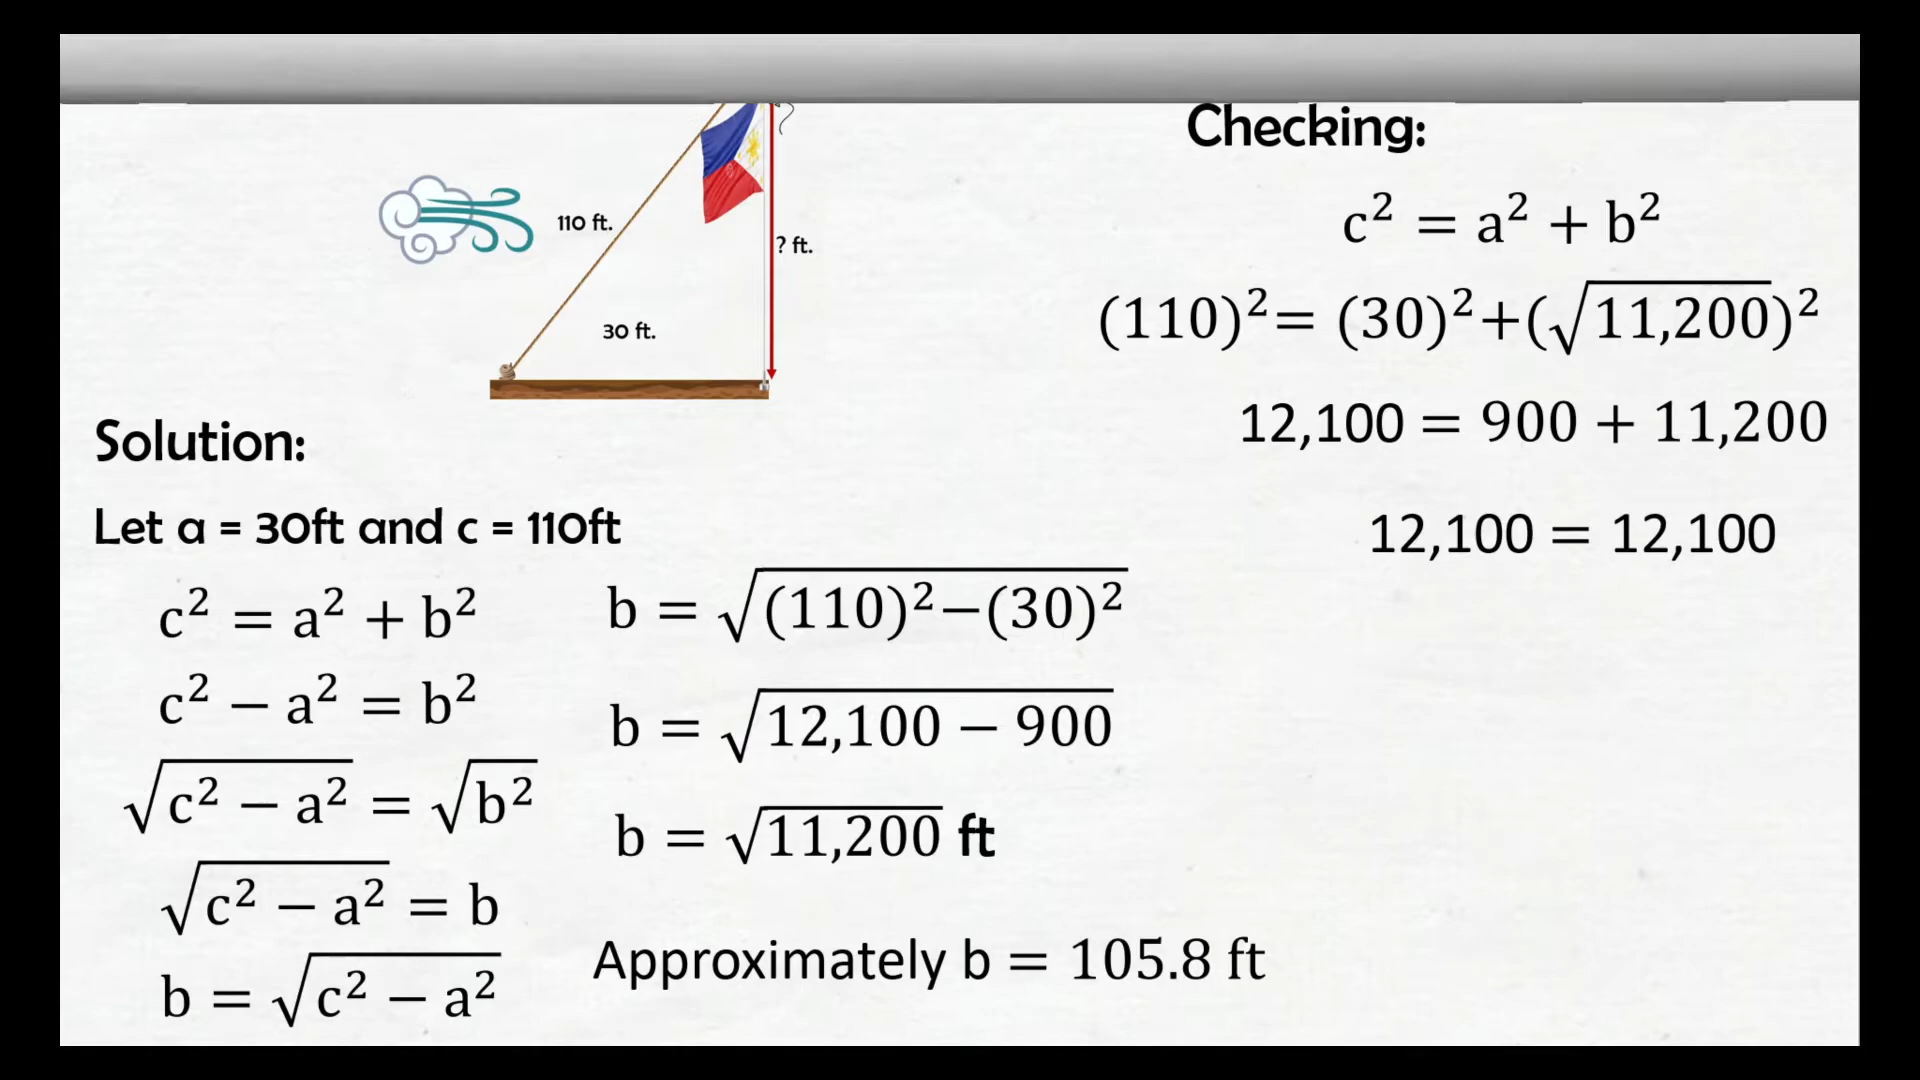 110 ft.
? ft.
30 ft.
Solution:
Let a = 30ft and c = 110ft
c² = a² + b²
c² − a² = b²
√(c² − a²) = √(b²)
√(c² − a²) = b
b = √(c² − a²)
b = √((110)²−(30)²)
b = √(12,100 − 900)
b = √11,200 ft
Approximately b = 105.8 ft
Checking:
c² = a² + b²
(110)²= (30)²+(√11,200)²
12,100 = 900 + 11,200
12,100 = 12,100